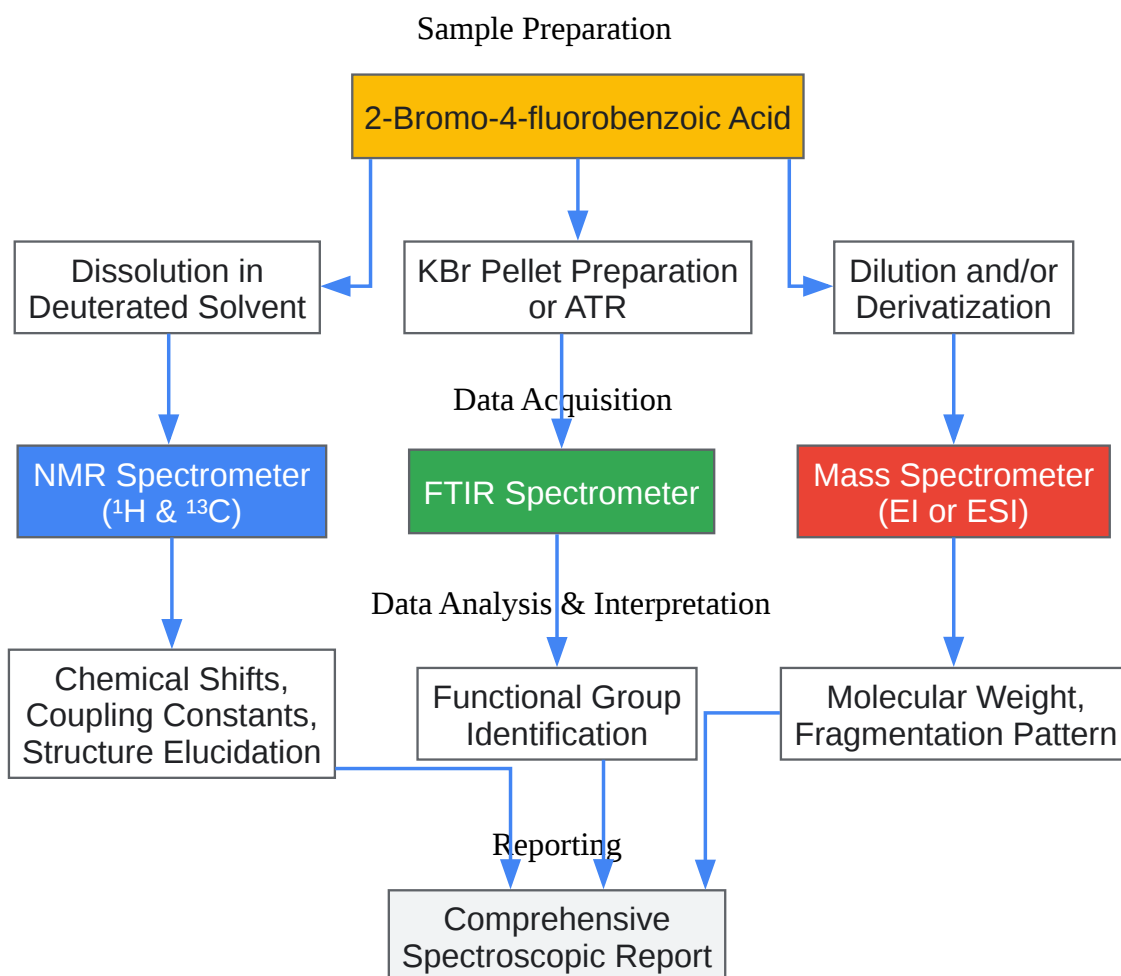 Sample Preparation
2-Bromo-4-fluorobenzoic Acid
Dissolution in
Deuterated Solvent
KBr Pellet Preparation
or ATR
Dilution and/or
Derivatization
Data Acquisition
NMR Spectrometer
(¹H & ¹³C)
FTIR Spectrometer
Mass Spectrometer
(EI or ESI)
Data Analysis & Interpretation
Chemical Shifts,
Coupling Constants,
Structure Elucidation
Functional Group
Identification
Molecular Weight,
Fragmentation Pattern
Reporting
Comprehensive
Spectroscopic Report